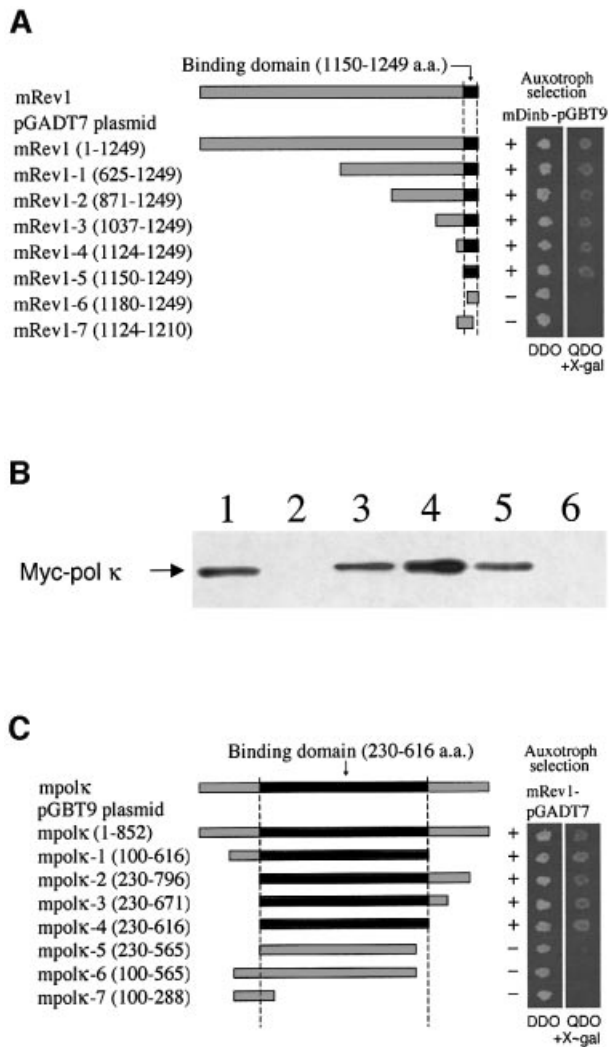 A
Binding domain (1150-1249 a.a.)
Auxotroph
selection
mRev1
mDinb-pGBT9
pGADT7 plasmid
mRev1 (1-1249)
+
mRev1-1 (625-1249)
+
mRev1-2 (871-1249)
+
mRev1-3 (1037-1249)
+
mRev1-4 (1124-1249)
+
mRev1-5 (1150-1249)
+
mRev1-6 (1180-1249)
−
mRev1-7 (1124-1210)
−
DDO QDO
+X-gal
B
1 2 3 4 5 6
Myc-pol κ
C
Binding domain (230-616 a.a.)
Auxotroph
selection
mpolκ
mRev1-
pGADT7
pGBT9 plasmid
mpolκ (1-852)
+
mpolκ-1 (100-616)
+
mpolκ-2 (230-796)
+
mpolκ-3 (230-671)
+
mpolκ-4 (230-616)
+
mpolκ-5 (230-565)
−
mpolκ-6 (100-565)
−
mpolκ-7 (100-288)
−
DDO QDO
+X~gal